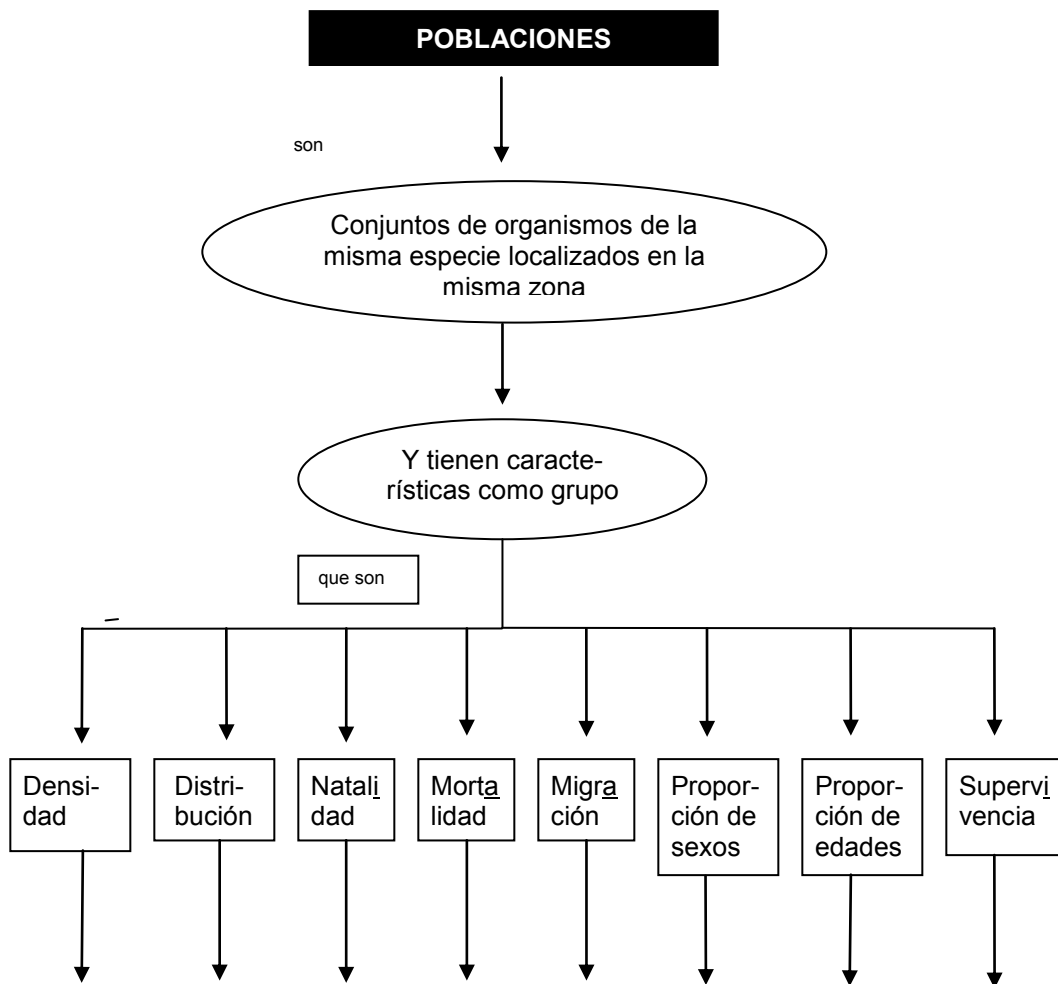 POBLACIONES
son
Conjuntos de organismos de la
misma especie localizados en la
misma zona
Y tienen caracte-
rísticas como grupo
que son
Densi-
dad
Distri-
bución
Natali
dad
Morta
lidad
Migra
ción
Propor-
ción de
sexos
Propor-
ción de
edades
Supervi
vencia